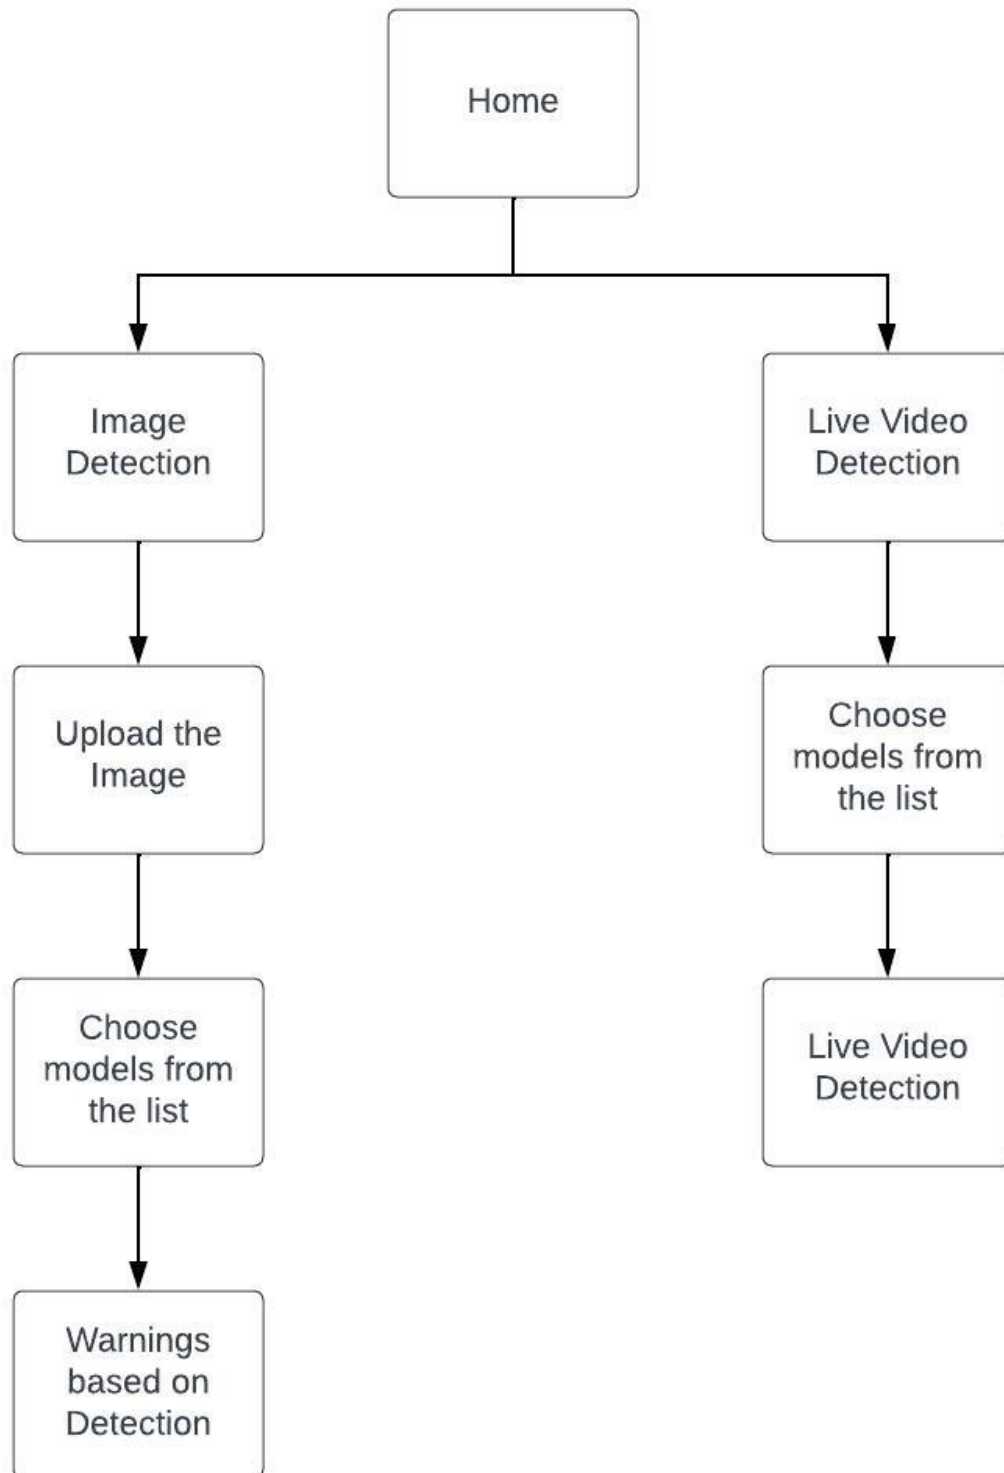 Home
Image
Detection
Live Video
Detection
Upload the
Image
Choose
models from
the list
Choose
models from
the list
Live Video
Detection
Warnings
based on
Detection